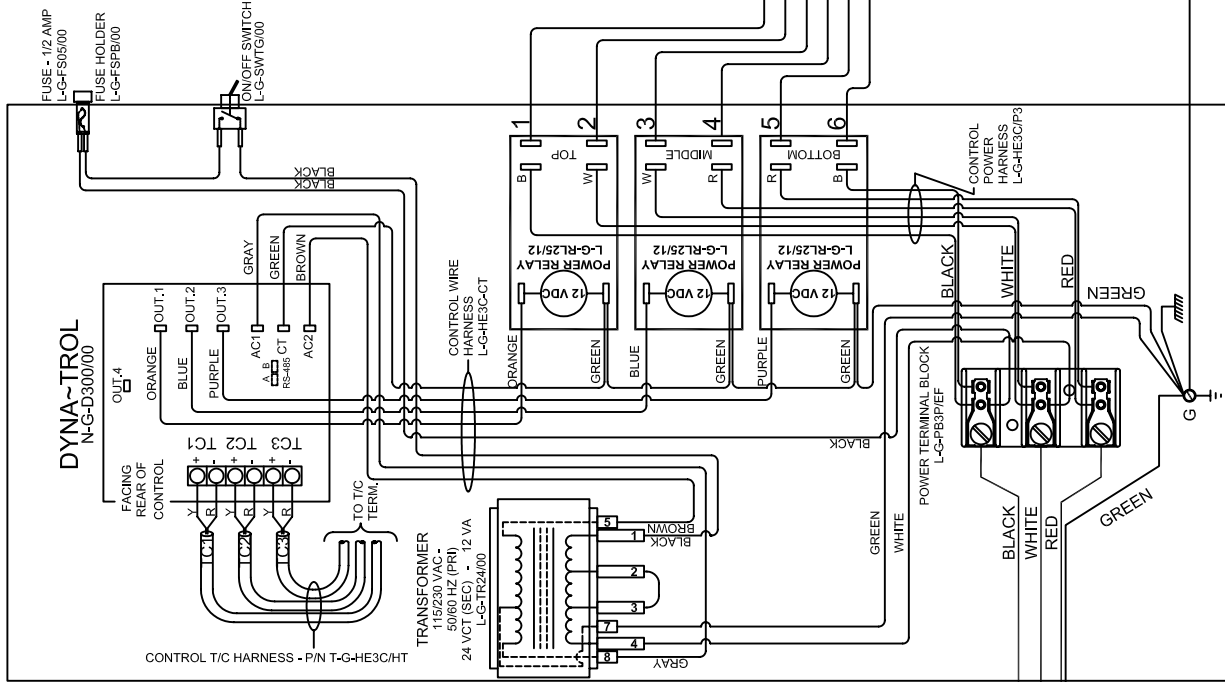 FUSE - 1/2 AMP
L-G-FS05/00
FUSE HOLDER
L-G-FSPB/00
ON/OFF SWITCH
L-G-SWTG/00
BLACK
BLACK
DYNA~TROL
N-G-D300/00
OUT.4
OUT.1
OUT.2
OUT.3
ORANGE
BLUE
PURPLE
GRAY
GREEN
BROWN
AC1
CT
AC2
A B
RS-485
TC1
TC2
TC3
+ - + - + -
FACING
REAR OF
CONTROL
Y R Y R Y R
C1
C2
C3
TO T/C
TERM.
CONTROL T/C HARNESS - P/N T-G-HE3C/HT
CONTROL WIRE
HARNESS
L-G-HE3C-CT
1
2
3
4
5
6
B
TOP
W
W
MIDDLE
R
R
BOTTOM
B
POWER RELAY
L-G-RL25/12
12 VDC
POWER RELAY
L-G-RL25/12
12 VDC
POWER RELAY
L-G-RL25/12
12 VDC
ORANGE
GREEN
BLUE
GREEN
PURPLE
GREEN
CONTROL
POWER
HARNESS
L-G-HE3C/P3
BLACK
WHITE
RED
GREEN
BLACK
TRANSFORMER
115/230 VAC -
50/60 HZ (PRI)
24 VCT (SEC) - 12 VA
L-G-TR24/00
5
1
2
3
7
4
8
BROWN
BLACK
GRAY
GREEN
WHITE
POWER TERMINAL BLOCK
L-G-PB3P/EF
BLACK
WHITE
RED
GREEN
G